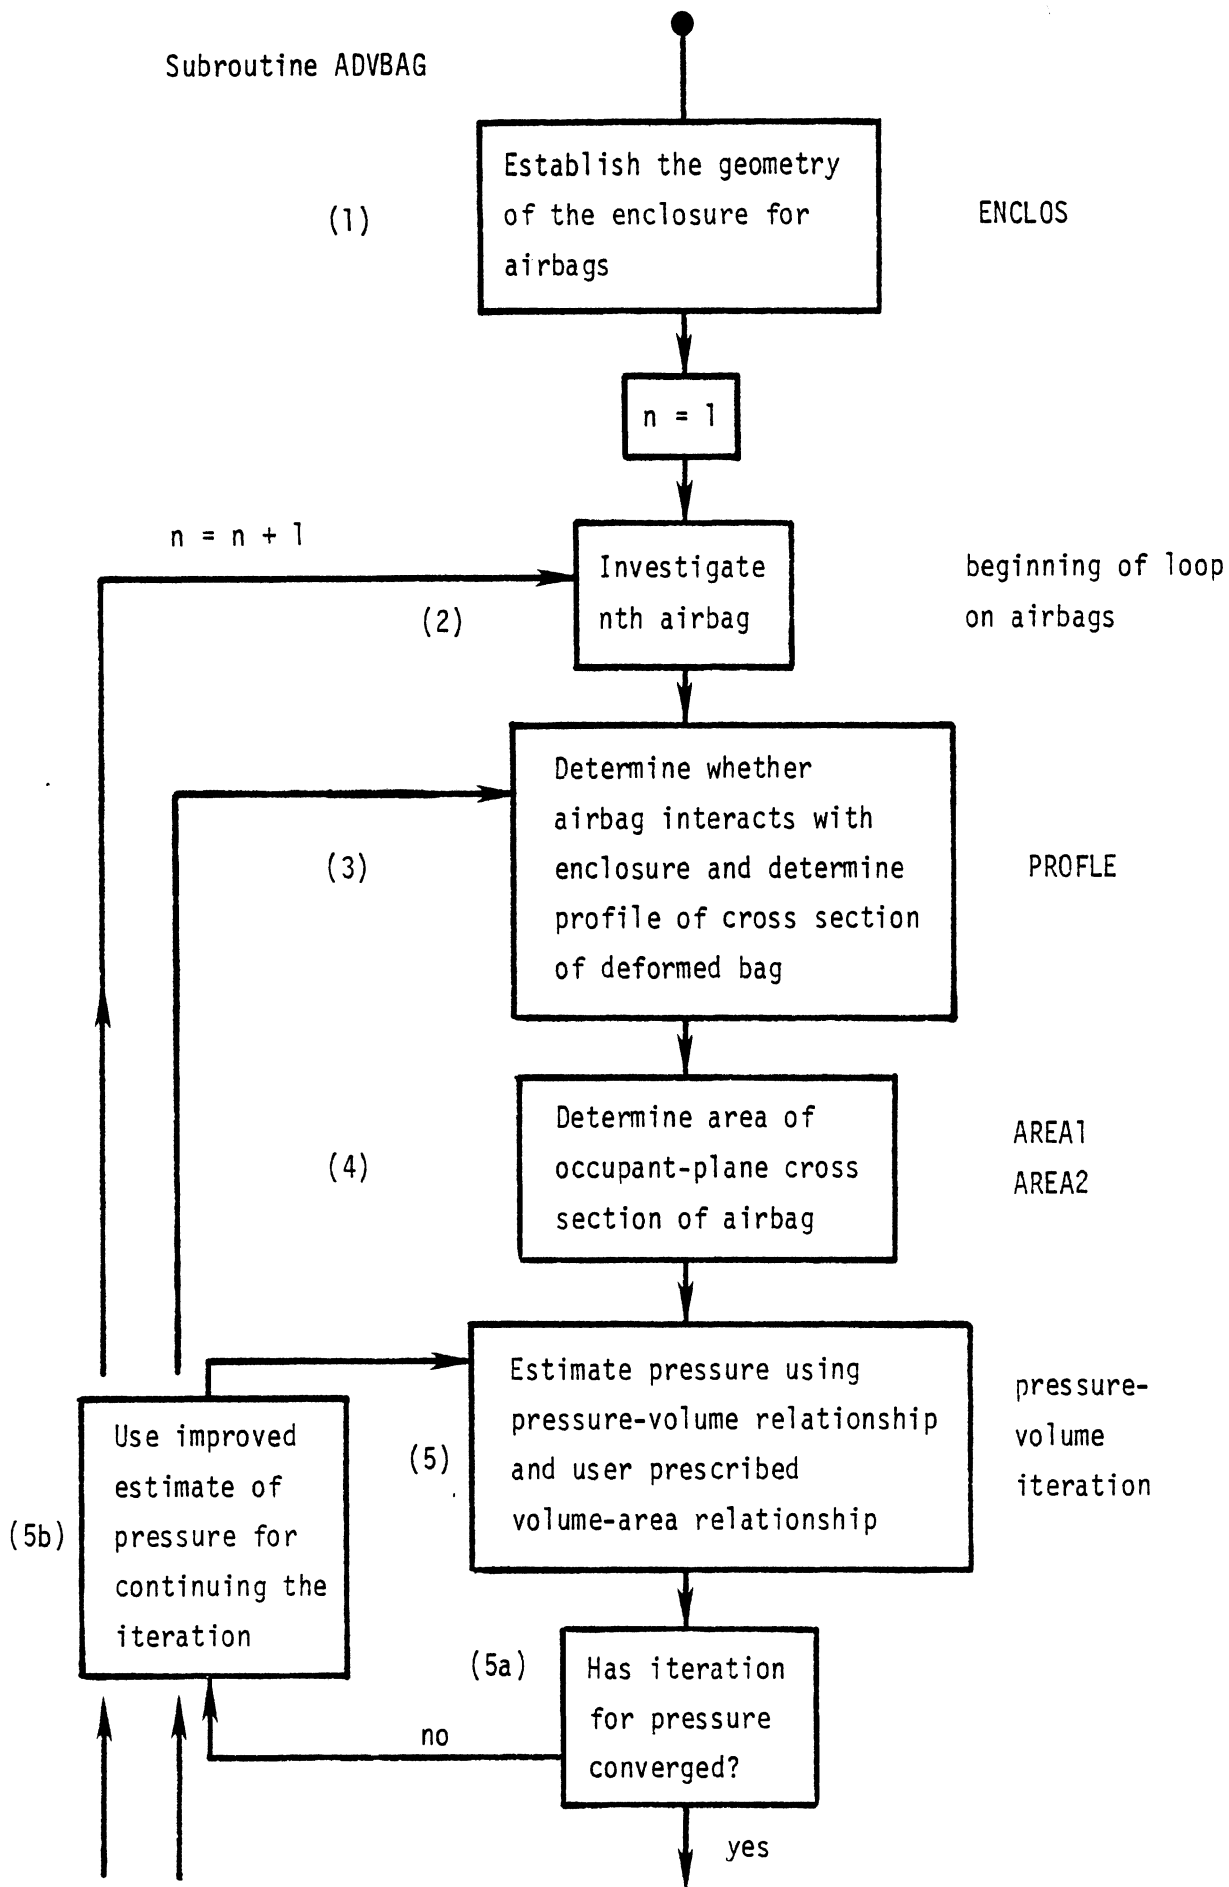 Subroutine ADVBAG
Establish the geometry
of the enclosure for
airbags
(1)
ENCLOS
n = 1
n = n + 1
Investigate
nth airbag
(2)
beginning of loop
on airbags
Determine whether
airbag interacts with
enclosure and determine
profile of cross section
of deformed bag
(3)
PROFLE
Determine area of
occupant-plane cross
section of airbag
(4)
AREA1
AREA2
Estimate pressure using
pressure-volume relationship
and user prescribed
volume-area relationship
(5)
pressure-
volume
iteration
Use improved
estimate of
pressure for
continuing the
iteration
(5b)
(5a)
Has iteration
for pressure
converged?
no
yes